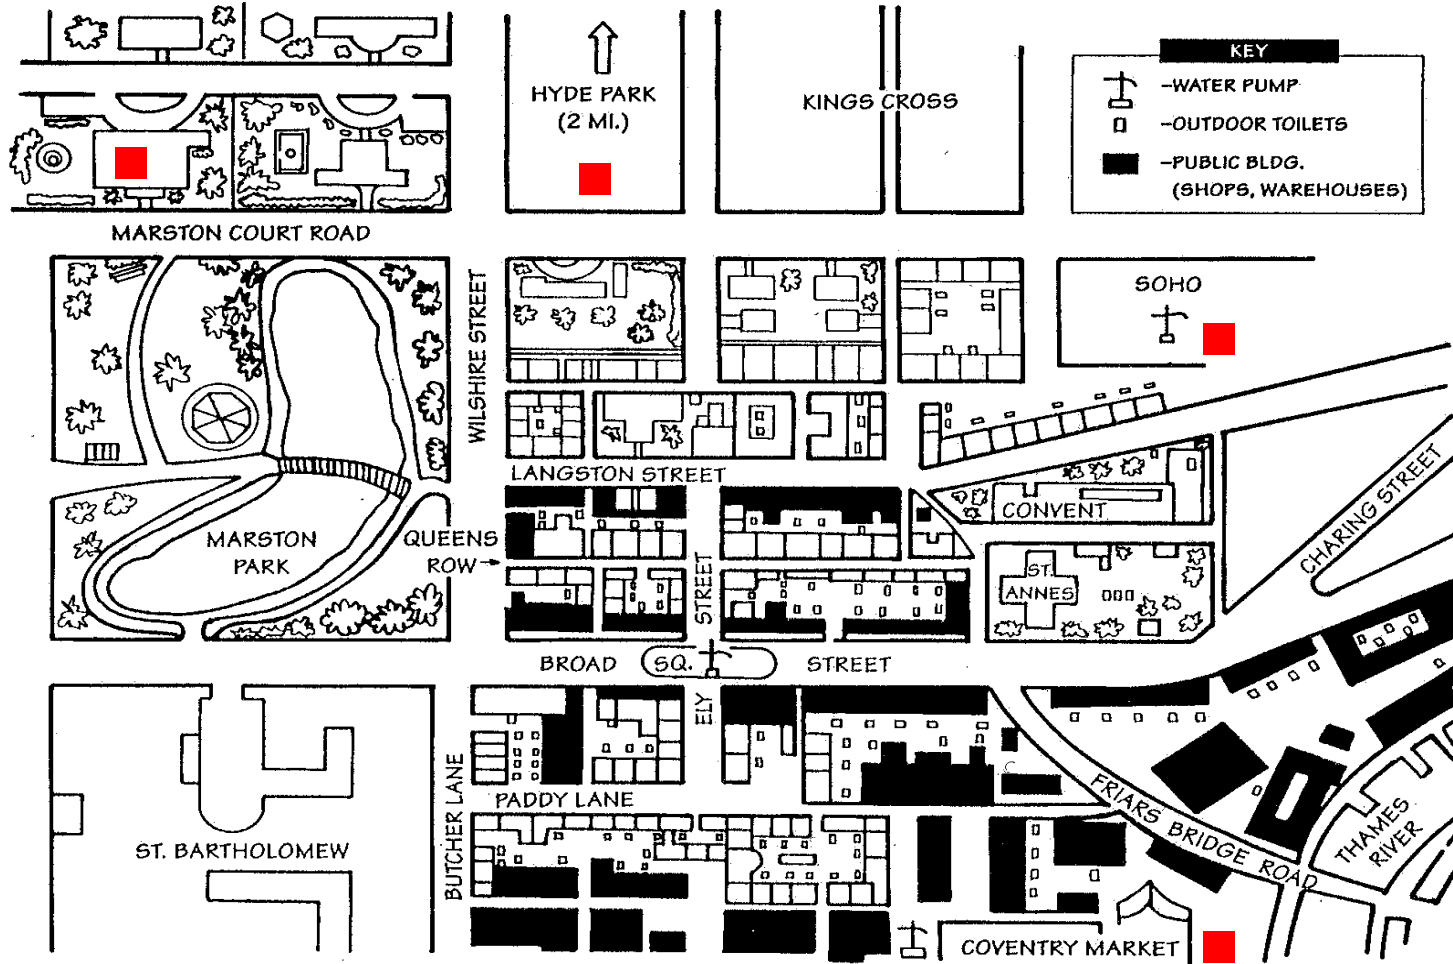 KEY
-WATER PUMP
-OUTDOOR TOILETS
-PUBLIC BLDG.
(SHOPS, WAREHOUSES)
HYDE PARK
(2 MI.)
KINGS CROSS
MARSTON COURT ROAD
WILSHIRE STREET
SOHO
LANGSTON STREET
CONVENT
CHARING STREET
MARSTON
PARK
QUEENS
ROW
ST.
ANNES
BROAD SQ. STREET
ELY STREET
BUTCHER LANE
PADDY LANE
FRIARS BRIDGE ROAD
THAMES
RIVER
ST. BARTHOLOMEW
COVENTRY MARKET